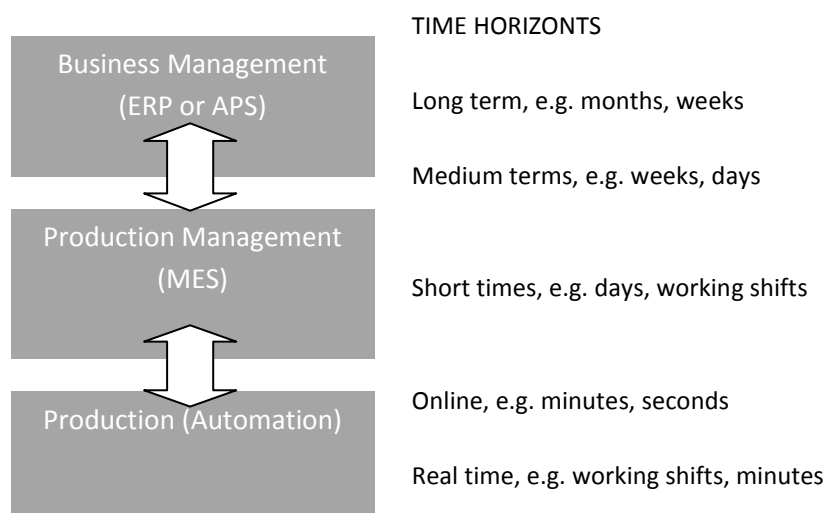 TIME HORIZONTS
Business Management
(ERP or APS)
Long term, e.g. months, weeks
Medium terms, e.g. weeks, days
Production Management
(MES)
Short times, e.g. days, working shifts
Production (Automation)
Online, e.g. minutes, seconds
Real time, e.g. working shifts, minutes